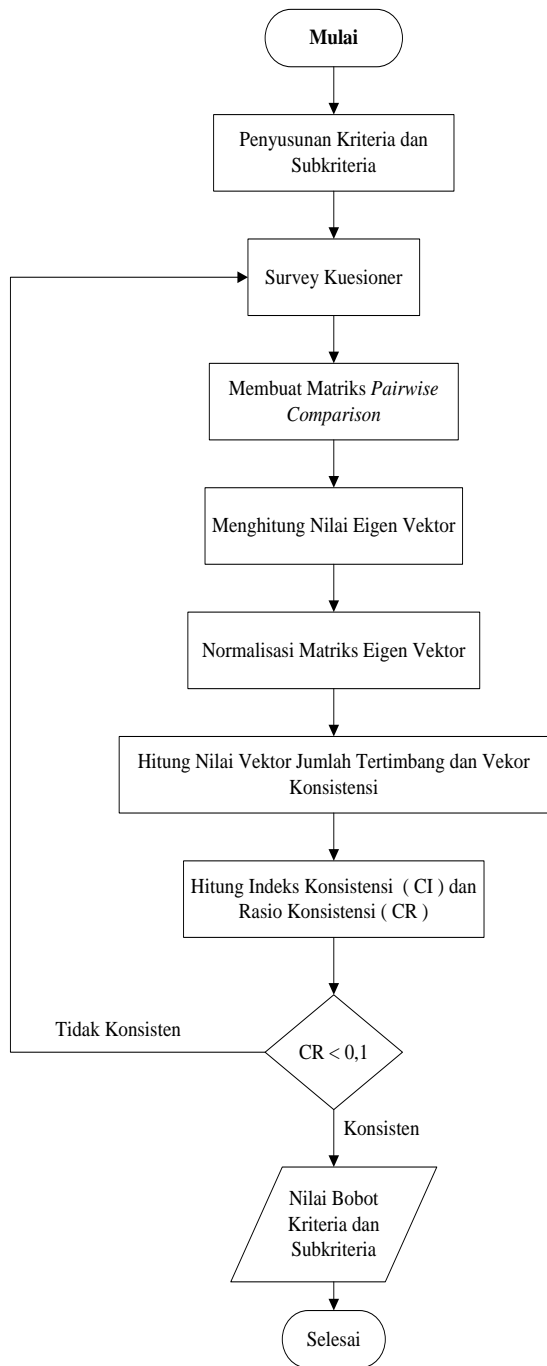 Mulai
Penyusunan Kriteria dan
Subkriteria
Survey Kuesioner
Membuat Matriks Pairwise
Comparison
Menghitung Nilai Eigen Vektor
Normalisasi Matriks Eigen Vektor
Hitung Nilai Vektor Jumlah Tertimbang dan Vekor
Konsistensi
Hitung Indeks Konsistensi ( CI ) dan
Rasio Konsistensi ( CR )
Tidak Konsisten
CR < 0,1
Konsisten
Nilai Bobot
Kriteria dan
Subkriteria
Selesai